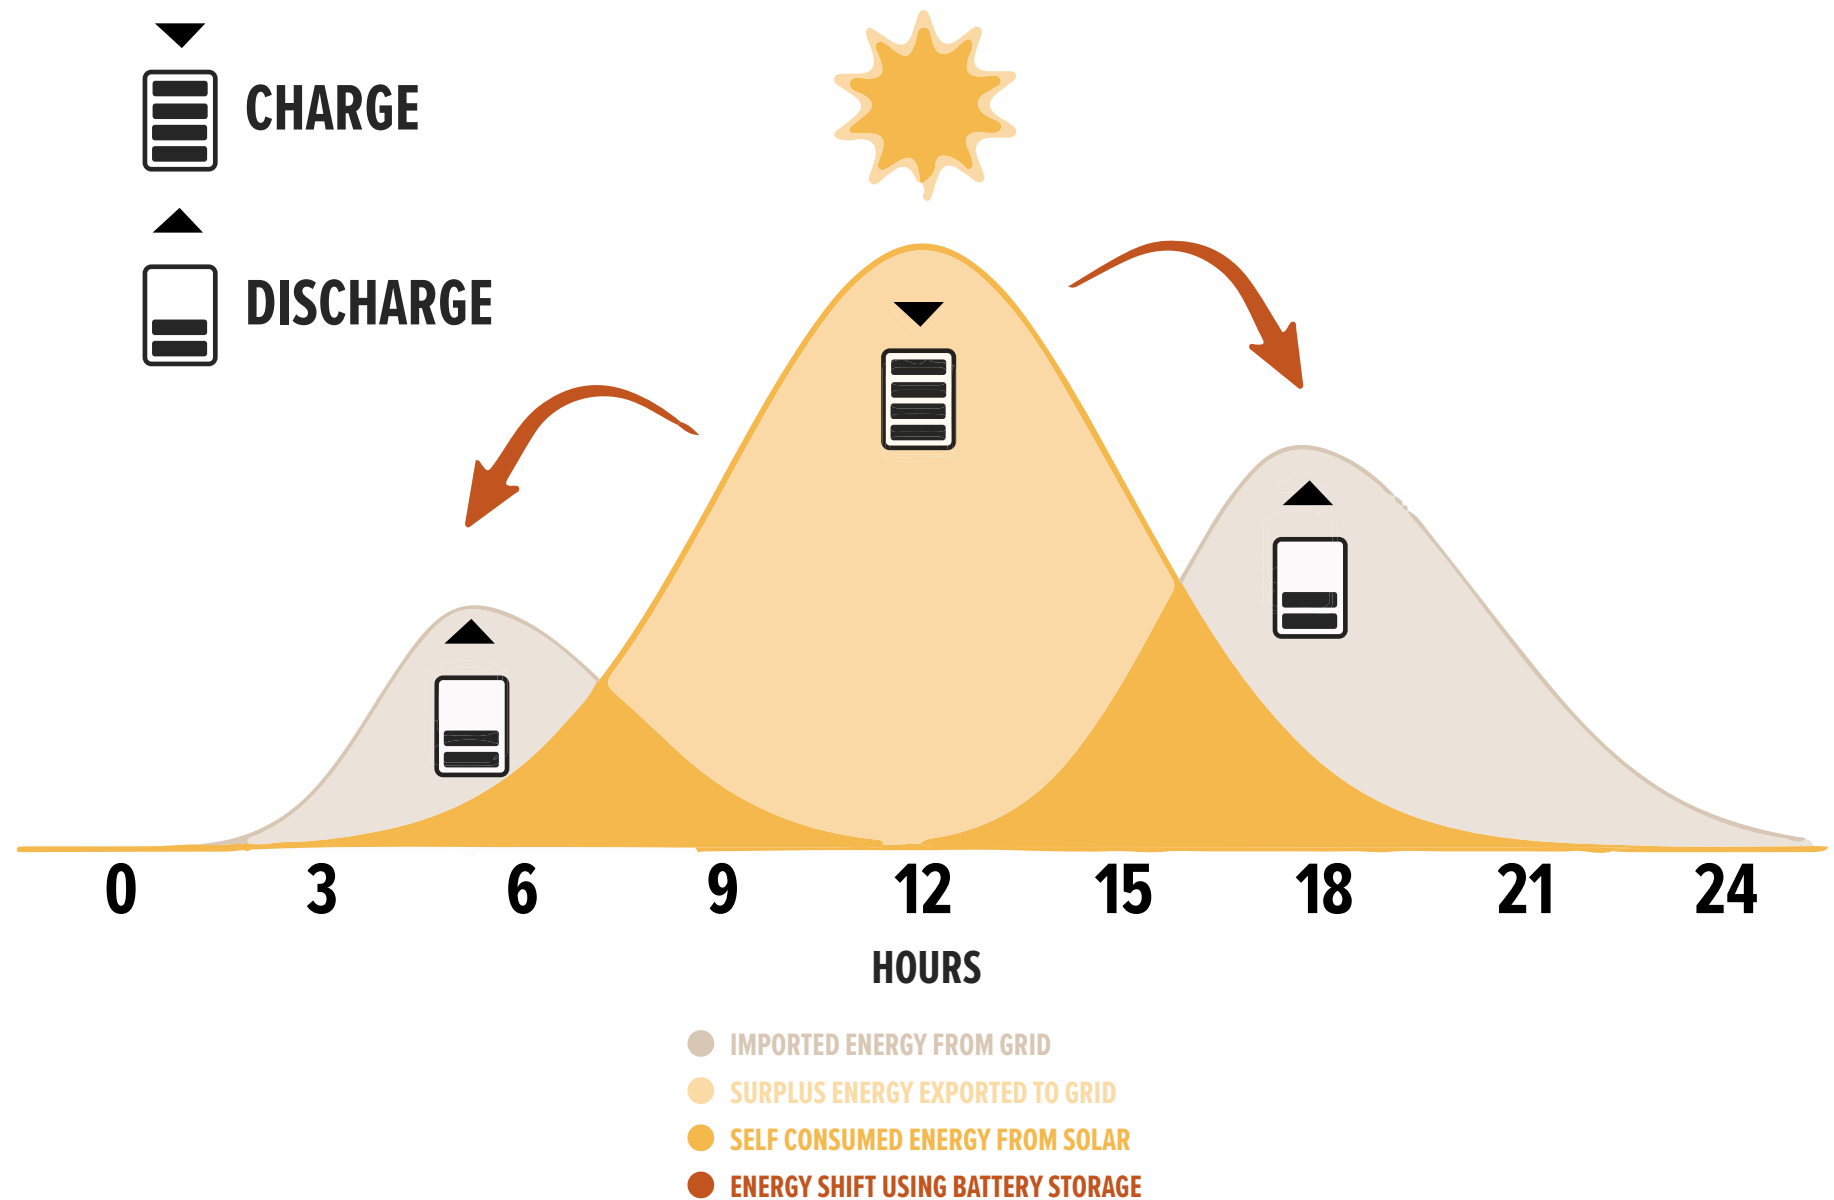 CHARGE
DISCHARGE
0 3 6 9 12 15 18 21 24
HOURS
IMPORTED ENERGY FROM GRID
SURPLUS ENERGY EXPORTED TO GRID
SELF CONSUMED ENERGY FROM SOLAR
ENERGY SHIFT USING BATTERY STORAGE